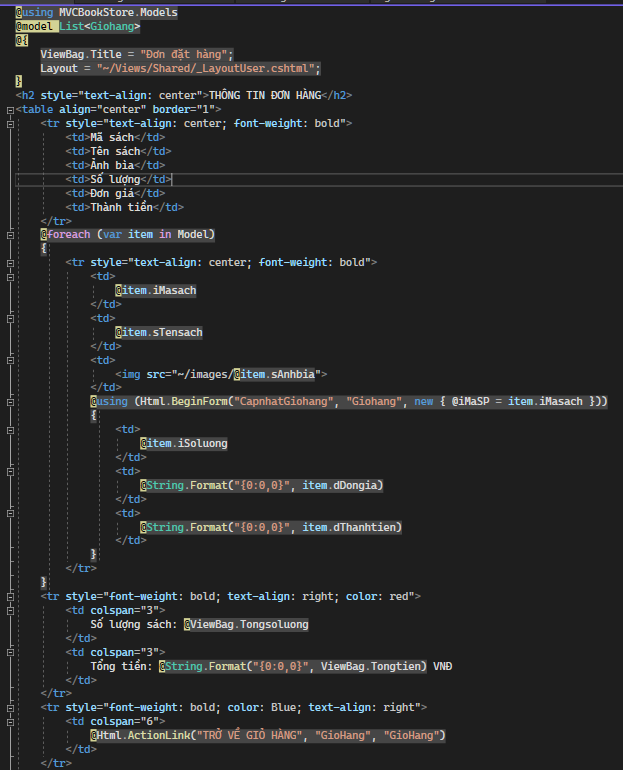 @using MVCBookStore.Models
@model List<Giohang>
@{
ViewBag.Title = "Đơn đặt hàng";
Layout = "~/Views/Shared/_LayoutUser.cshtml";
}
<h2 style="text-align: center">THÔNG TIN ĐƠN HÀNG</h2>
<table align="center" border="1">
<tr style="text-align: center; font-weight: bold">
<td>Mã sách</td>
<td>Tên sách</td>
<td>Ảnh bìa</td>
<td>Số lượng</td>
<td>Đơn giá</td>
<td>Thành tiền</td>
</tr>
@foreach (var item in Model)
{
<tr style="text-align: center; font-weight: bold">
<td>
@item.iMasach
</td>
<td>
@item.sTensach
</td>
<td>
<img src="~/images/@item.sAnhbia">
</td>
@using (Html.BeginForm("CapnhatGiohang", "Giohang", new { @iMaSP = item.iMasach }))
{
<td>
@item.iSoluong
</td>
<td>
@String.Format("{0:0,0}", item.dDongia)
</td>
<td>
@String.Format("{0:0,0}", item.dThanhtien)
</td>
}
</tr>
}
<tr style="font-weight: bold; text-align: right; color: red">
<td colspan="3">
Số lượng sách: @ViewBag.Tongsoluong
</td>
<td colspan="3">
Tổng tiền: @String.Format("{0:0,0}", ViewBag.Tongtien) VNĐ
</td>
</tr>
<tr style="font-weight: bold; color: Blue; text-align: right">
<td colspan="6">
@Html.ActionLink("TRỞ VỀ GIỎ HÀNG", "GioHang", "GioHang")
</td>
</tr>